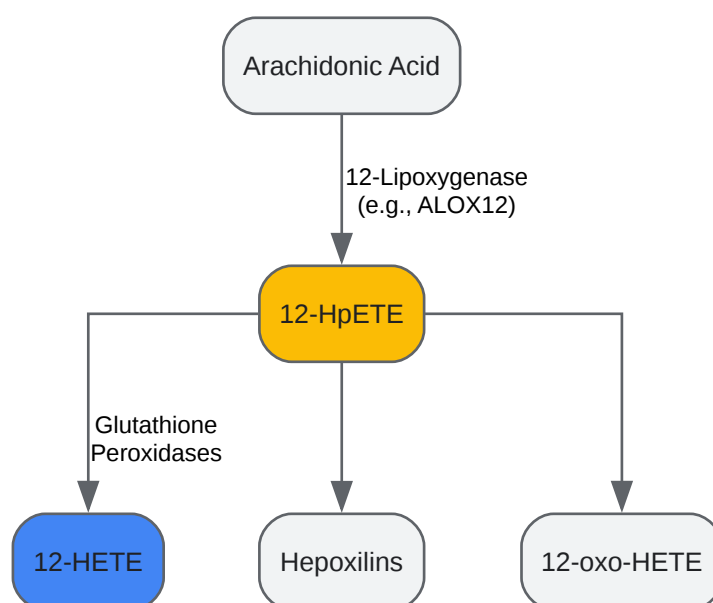 Arachidonic Acid
12-Lipoxygenase
(e.g., ALOX12)
12-HpETE
Glutathione
Peroxidases
12-HETE
Hepoxilins
12-oxo-HETE